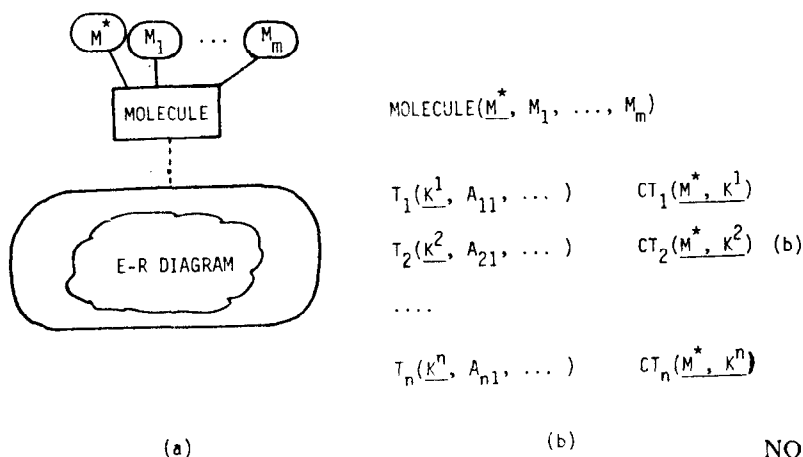 M* M₁ ... Mₘ
MOLECULE
E-R DIAGRAM
(a)
MOLECULE(M*, M₁, ..., Mₘ)
T₁(K¹, A₁₁, ... ) CT₁(M*, K¹)
T₂(K², A₂₁, ... ) CT₂(M*, K²) (b)
....
Tₙ(Kⁿ, Aₙ₁, ... ) CTₙ(M*, Kⁿ)
(b)
NO